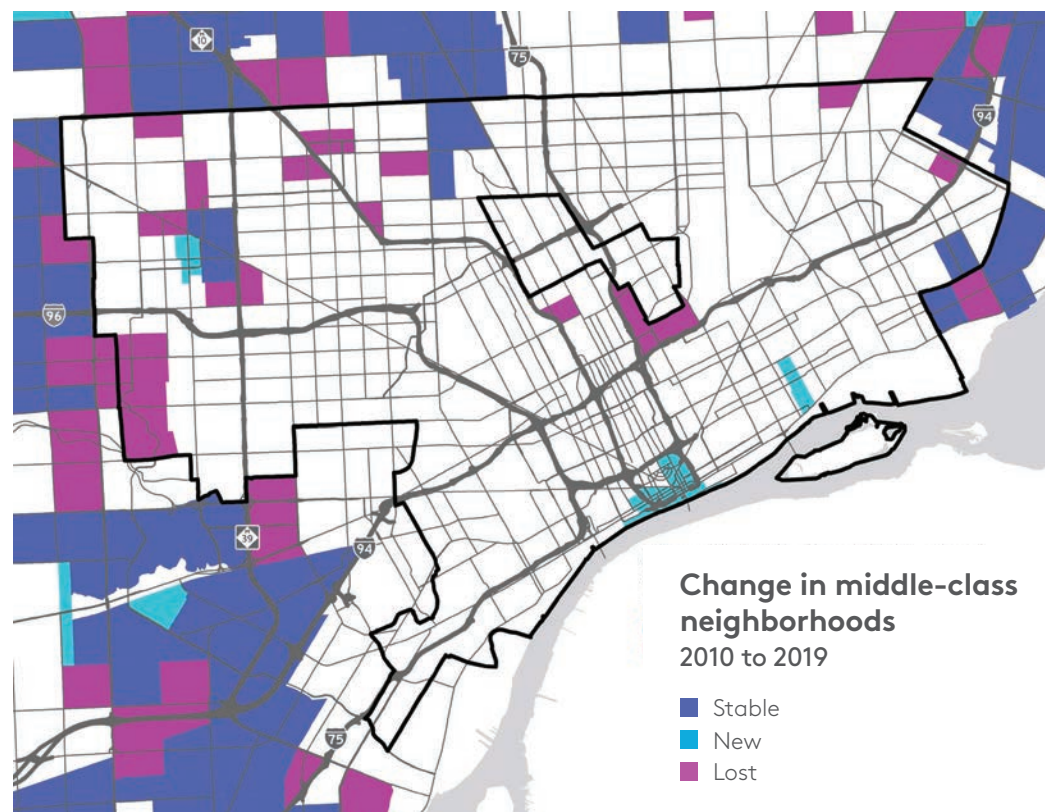 M
10
75
94
96
M
39
94
75
Change in middle-class
neighborhoods
2010 to 2019
Stable
New
Lost